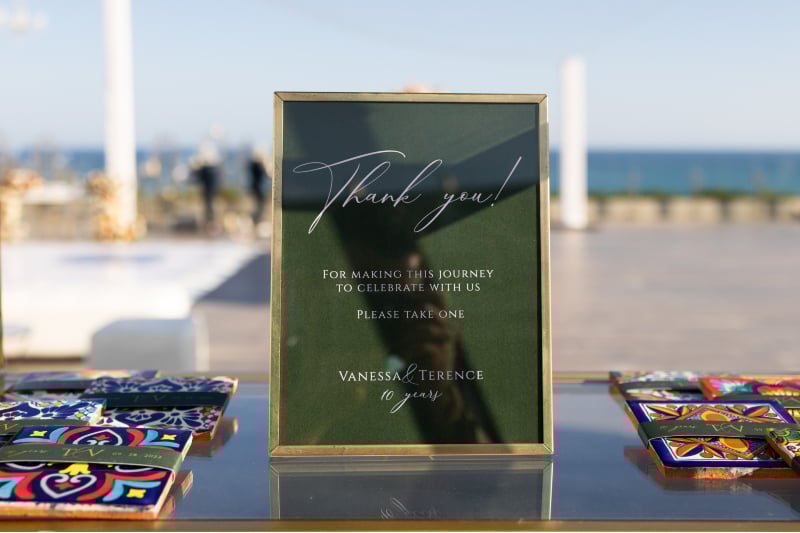 Thank you!
For making this journey
to celebrate with us
Please take one
Vanessa & Terence
10 years